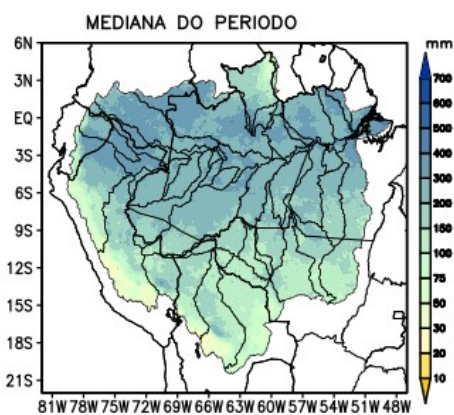 MEDIANA DO PERIODO
mm
6N
3N
EQ
3S
6S
9S
12S
15S
18S
21S
81W 78W 75W 72W 69W 66W 63W 60W 57W 54W 51W 48W
700
600
500
400
300
200
150
100
75
50
30
20
10